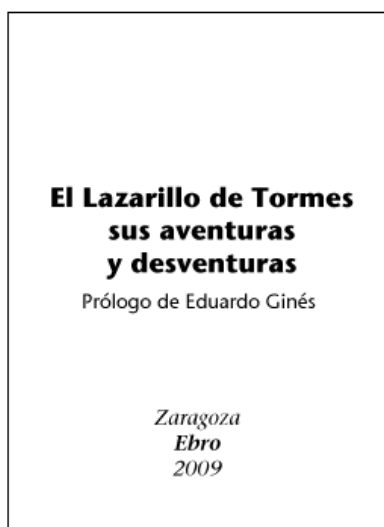 El Lazarillo de Tormes
sus aventuras
y desventuras
Prólogo de Eduardo Ginés
Zaragoza
Ebro
2009